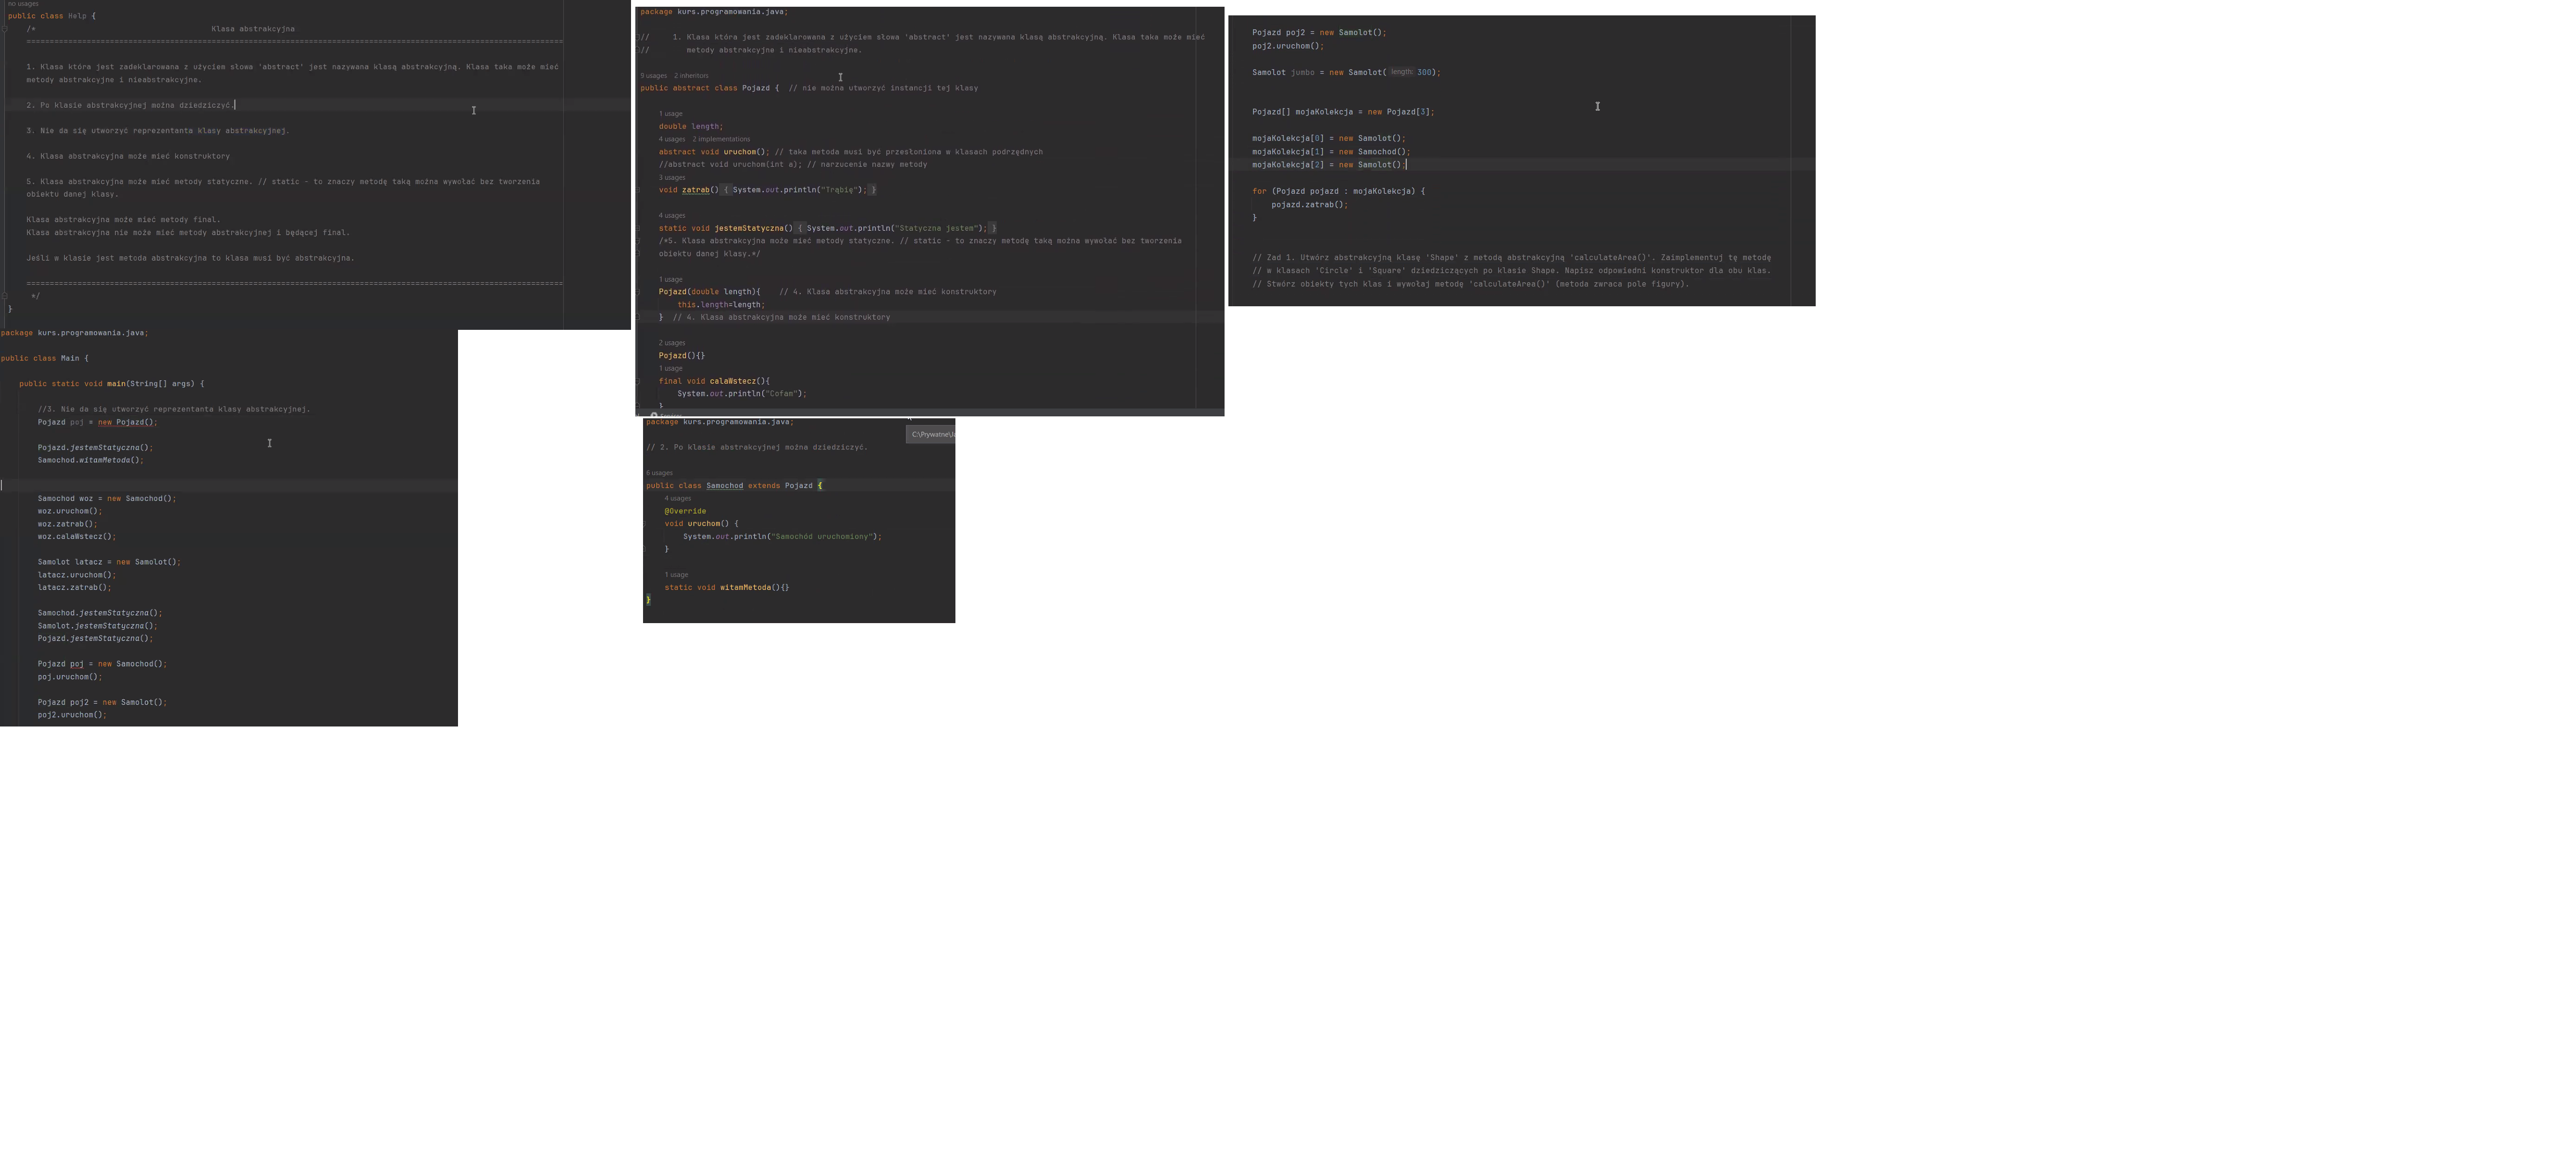 no usages
public class Help {
/* Klasa abstrakcyjna
=====================================================================================================================
1. Klasa która jest zadeklarowana z użyciem słowa 'abstract' jest nazywana klasą abstrakcyjną. Klasa taka może mieć
metody abstrakcyjne i nieabstrakcyjne.
2. Po klasie abstrakcyjnej można dziedziczyć.
3. Nie da się utworzyć reprezentanta klasy abstrakcyjnej.
4. Klasa abstrakcyjna może mieć konstruktory
5. Klasa abstrakcyjna może mieć metody statyczne. // static - to znaczy metodę taką można wywołać bez tworzenia
obiektu danej klasy.
Klasa abstrakcyjna może mieć metody final.
Klasa abstrakcyjna nie może mieć metody abstrakcyjnej i będącej final.
Jeśli w klasie jest metoda abstrakcyjna to klasa musi być abstrakcyjna.
=====================================================================================================================
*/
}
package kurs.programowania.java;
public class Main {
public static void main(String[] args) {
//3. Nie da się utworzyć reprezentanta klasy abstrakcyjnej.
Pojazd poj = new Pojazd();
Pojazd.jestemStatyczna();
Samochod.witamMetoda();
Samochod woz = new Samochod();
woz.uruchom();
woz.zatrab();
woz.calaWstecz();
Samolot latacz = new Samolot();
latacz.uruchom();
latacz.zatrab();
Samochod.jestemStatyczna();
Samolot.jestemStatyczna();
Pojazd.jestemStatyczna();
Pojazd poj = new Samochod();
poj.uruchom();
Pojazd poj2 = new Samolot();
poj2.uruchom();
package kurs.programowania.java;
// 1. Klasa która jest zadeklarowana z użyciem słowa 'abstract' jest nazywana klasą abstrakcyjną. Klasa taka może mieć
// metody abstrakcyjne i nieabstrakcyjne.
9 usages 2 inheritors
public abstract class Pojazd { // nie można utworzyć instancji tej klasy
1 usage
double length;
4 usages 2 implementations
abstract void uruchom(); // taka metoda musi być przesłoniona w klasach podrzędnych
//abstract void uruchom(int a); // narzucenie nazwy metody
3 usages
void zatrab() { System.out.println("Trąbię"); }
4 usages
static void jestemStatyczna() { System.out.println("Statyczna jestem"); }
/*5. Klasa abstrakcyjna może mieć metody statyczne. // static - to znaczy metodę taką można wywołać bez tworzenia
obiektu danej klasy.*/
1 usage
Pojazd(double length){ // 4. Klasa abstrakcyjna może mieć konstruktory
this.length=length;
} // 4. Klasa abstrakcyjna może mieć konstruktory
2 usages
Pojazd(){}
1 usage
final void calaWstecz(){
System.out.println("Cofam");
}
package kurs.programowania.java;
C:\Prywatne\U
// 2. Po klasie abstrakcyjnej można dziedziczyć.
6 usages
public class Samochod extends Pojazd {
4 usages
@Override
void uruchom() {
System.out.println("Samochód uruchomiony");
}
1 usage
static void witamMetoda(){}
}
Pojazd poj2 = new Samolot();
poj2.uruchom();
Samolot jumbo = new Samolot( length: 300);
Pojazd[] mojaKolekcja = new Pojazd[3];
mojaKolekcja[0] = new Samolot();
mojaKolekcja[1] = new Samochod();
mojaKolekcja[2] = new Samolot();
for (Pojazd pojazd : mojaKolekcja) {
pojazd.zatrab();
}
// Zad 1. Utwórz abstrakcyjną klasę 'Shape' z metodą abstrakcyjną 'calculateArea()'. Zaimplementuj tę metodę
// w klasach 'Circle' i 'Square' dziedziczących po klasie Shape. Napisz odpowiedni konstruktor dla obu klas.
// Stwórz obiekty tych klas i wywołaj metodę 'calculateArea()' (metoda zwraca pole figury).